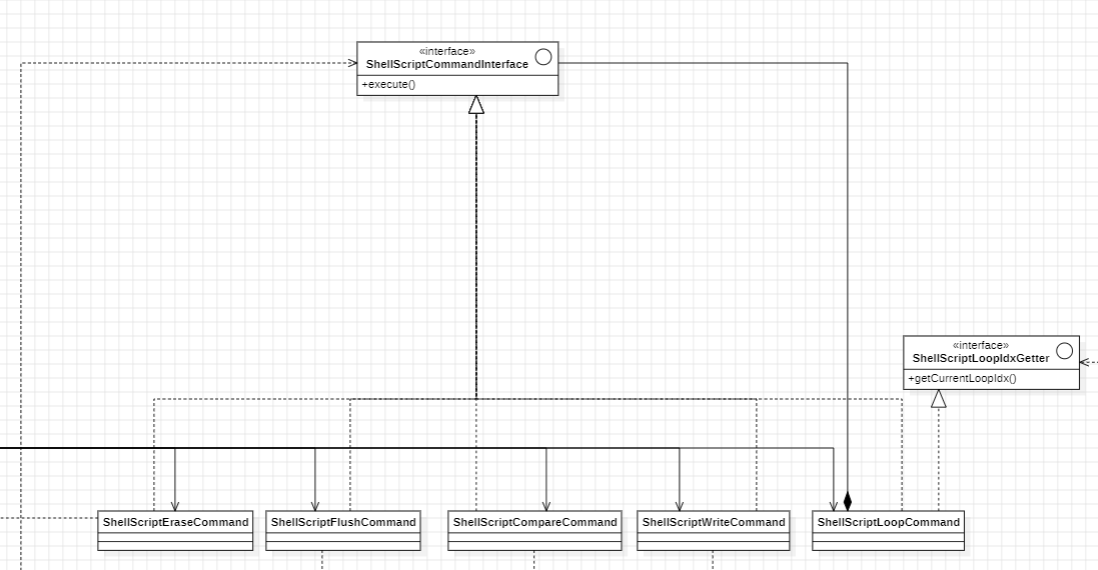 «interface»
ShellScriptCommandInterface
+execute()
«interface»
ShellScriptLoopIdxGetter
+getCurrentLoopIdx()
ShellScriptEraseCommand
ShellScriptFlushCommand
ShellScriptCompareCommand
ShellScriptWriteCommand
ShellScriptLoopCommand